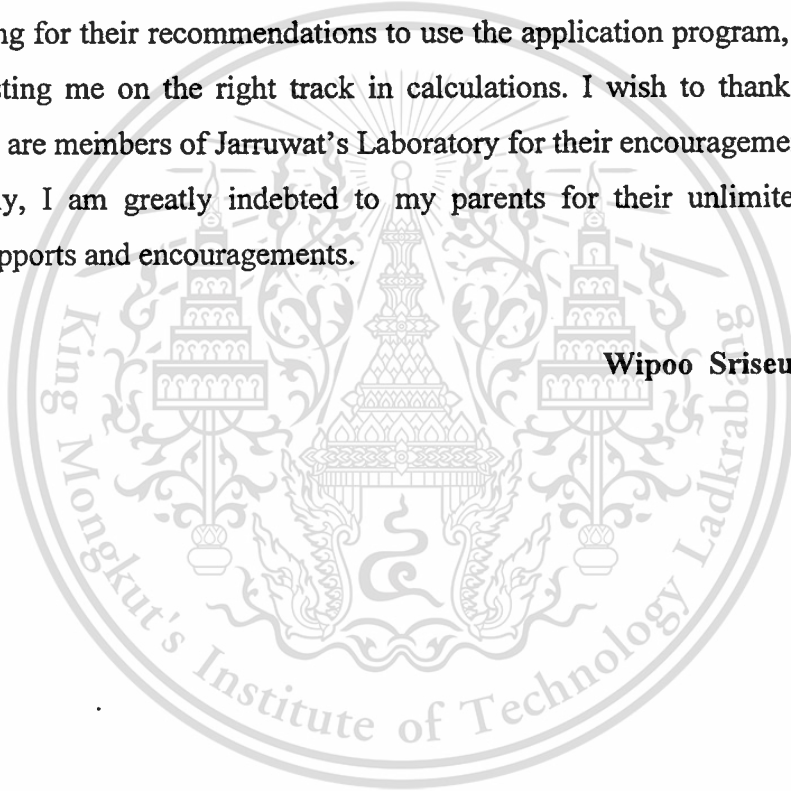 ng for their recommendations to use the application program,
sting me on the right track in calculations. I wish to thank
are members of Jarruwat's Laboratory for their encourageme
ly, I am greatly indebted to my parents for their unlimite
pports and encouragements.
Wipoo Sriseu
King Mongkut's Institute of Technology Ladkrabang